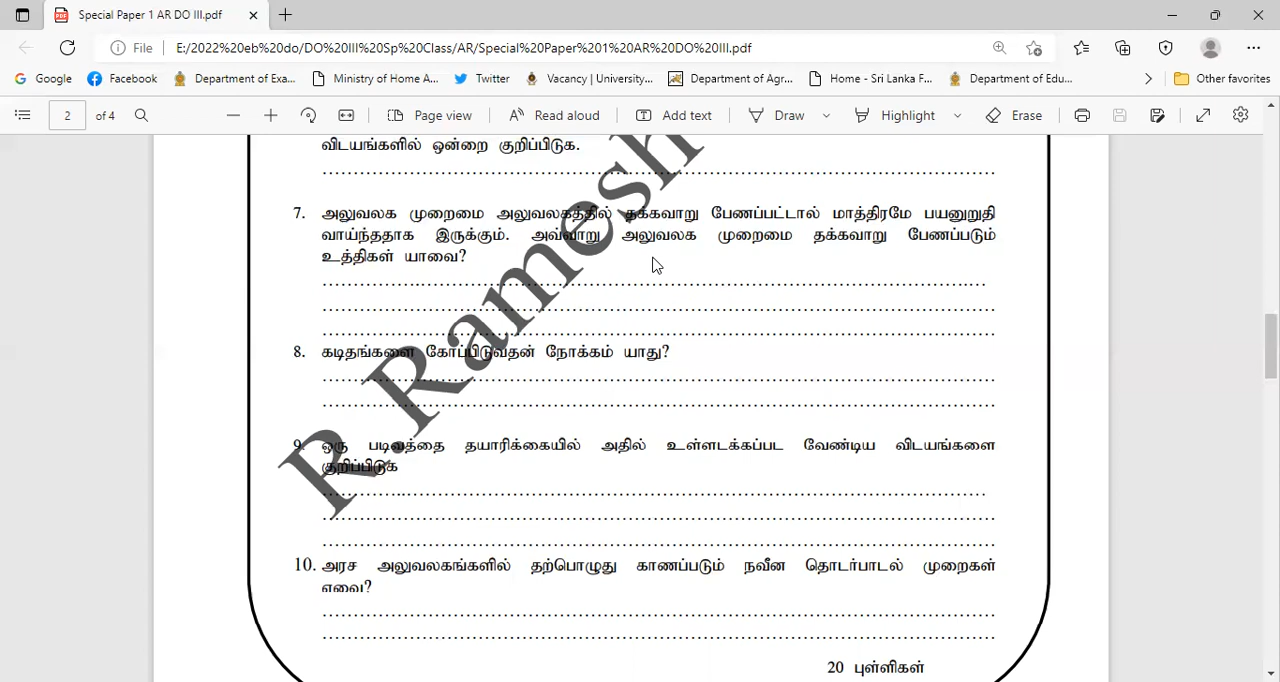 Special Paper 1 AR DO III.pdf
File
E:/2022%20eb%20do/DO%20III%20Sp%20Class/AR/Special%20Paper%201%20AR%20DO%20III.pdf
Google
Facebook
Department of Exa...
Ministry of Home A...
Twitter
Vacancy | University...
Department of Agr...
Home - Sri Lanka F...
Department of Edu...
Other favorites
2 of 4
Page view
Read aloud
Add text
Draw
Highlight
Erase
விடயங்களில் ஒன்றை குறிப்பிடுக.
7. அலுவலக முறைமை அலுவலகத்தில் தக்கவாறு பேணப்பட்டால் மாத்திரமே பயனுறுதி
வாய்ந்ததாக இருக்கும். அவ்வாறு அலுவலக முறைமை தக்கவாறு பேணப்படும்
உத்திகள் யாவை?
8. கடிதங்களை கோப்பிடுவதன் நோக்கம் யாது?
9. ஒரு படிவத்தை தயாரிக்கையில் அதில் உள்ளடக்கப்பட வேண்டிய விடயங்களை
குறிப்பிடுக
10. அரச அலுவலகங்களில் தற்பொழுது காணப்படும் நவீன தொடர்பாடல் முறைகள்
எவை?
20 புள்ளிகள்
R. Ramesh